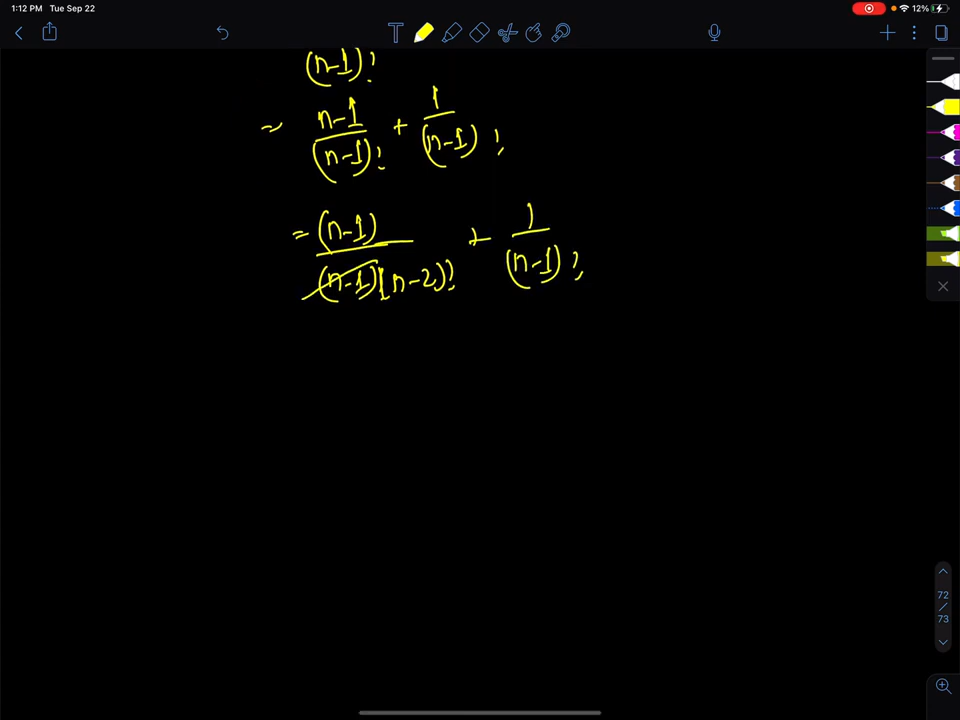 1:12 PM Tue Sep 22
12%
(n-1)!
= n-1/(n-1)! + 1/(n-1)!
= (n-1)/(n-1)(n-2)! + 1/(n-1)!
72
/
73